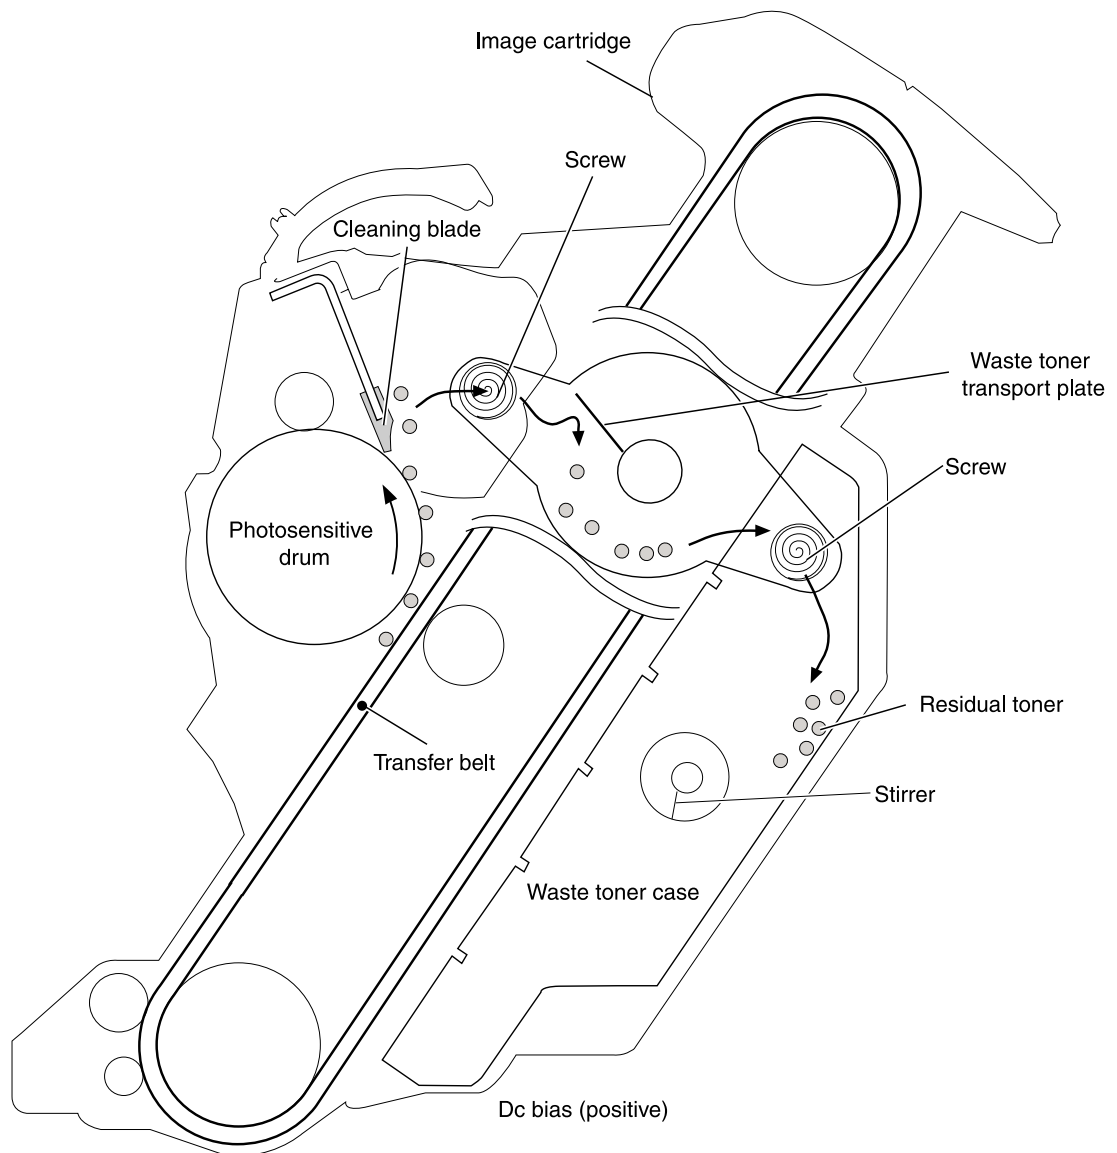 Image cartridge
Screw
Cleaning blade
Waste toner
transport plate
Screw
Photosensitive
drum
Residual toner
Transfer belt
Stirrer
Waste toner case
Dc bias (positive)